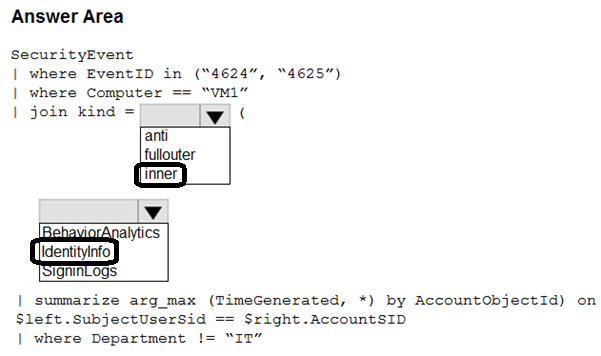 Answer Area
SecurityEvent
| where EventID in (“4624”, “4625”)
| where Computer == “VM1”
| join kind = (
anti
fullouter
inner
BehaviorAnalytics
IdentityInfo
SigninLogs
| summarize arg_max (TimeGenerated, *) by AccountObjectId) on
$left.SubjectUserSid == $right.AccountSID
| where Department != “IT”